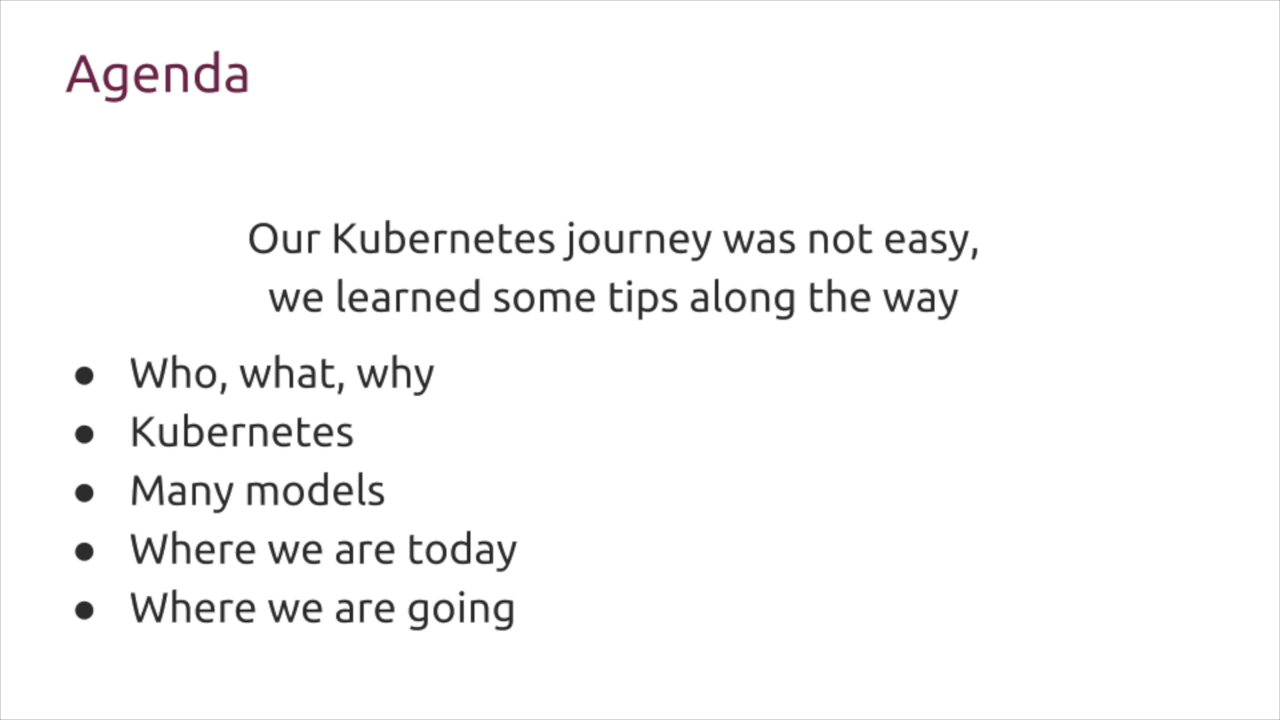 Agenda
Our Kubernetes journey was not easy,
we learned some tips along the way
● Who, what, why
● Kubernetes
● Many models
● Where we are today
● Where we are going